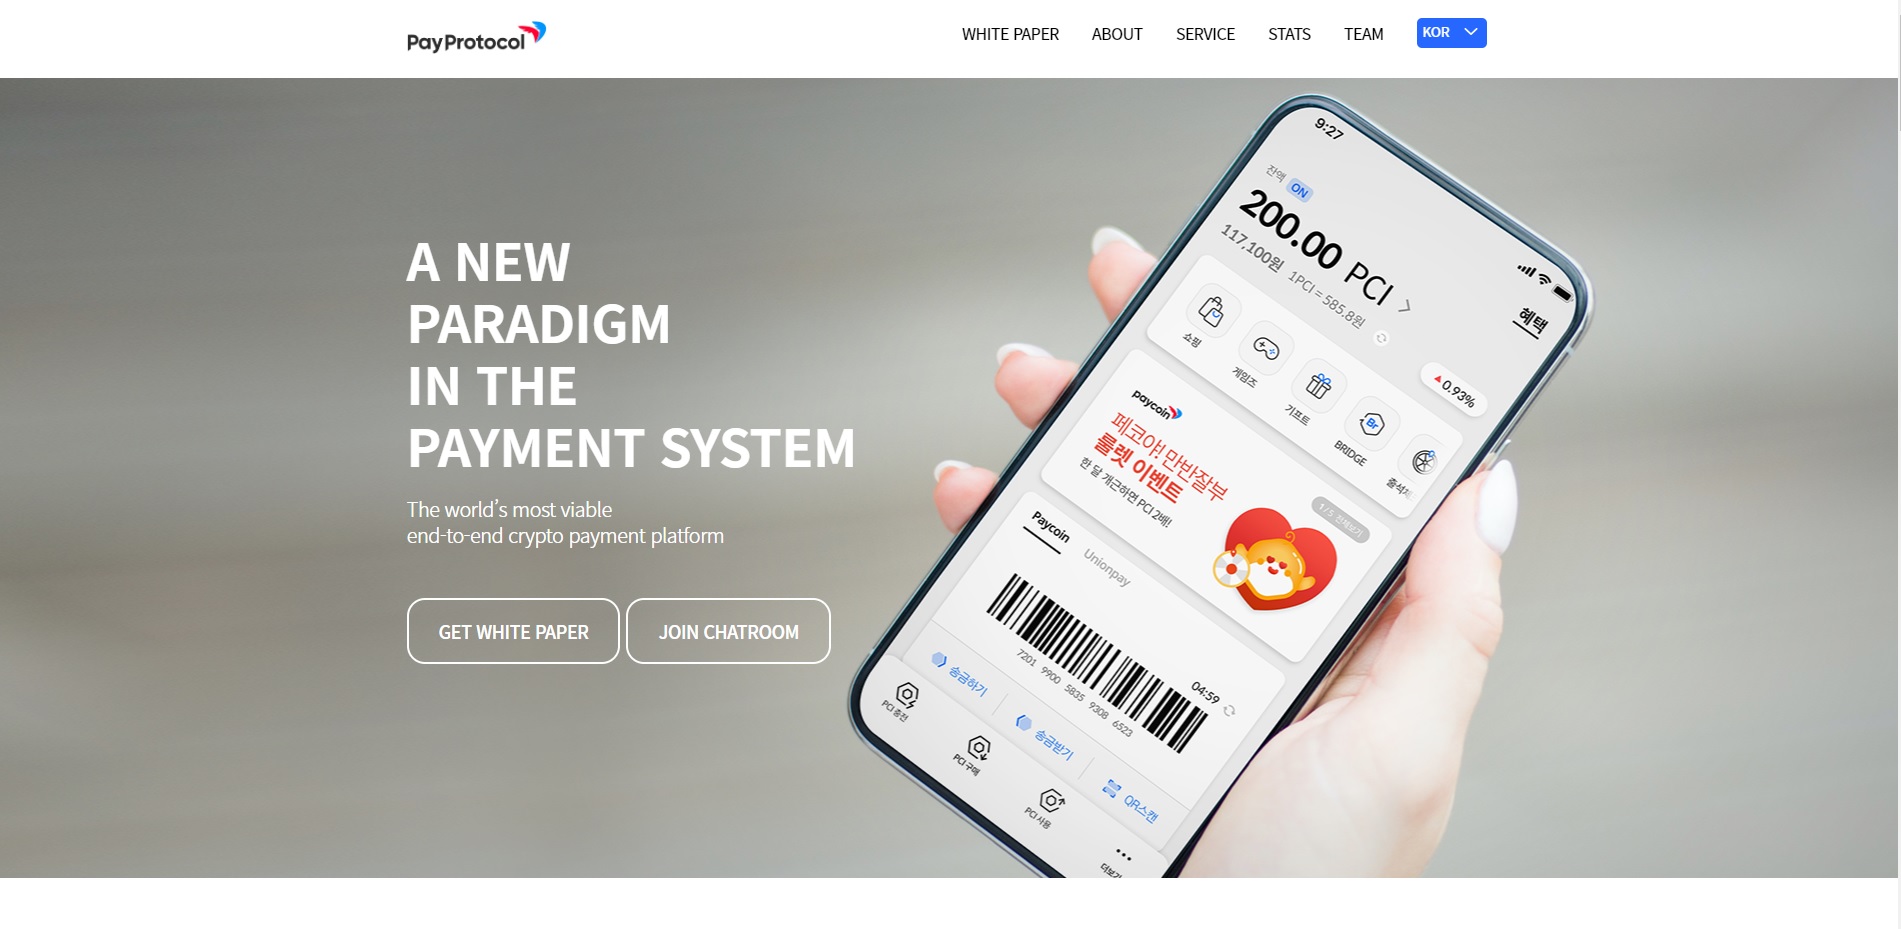 PayProtocol
WHITE PAPER
ABOUT
SERVICE
STATS
TEAM
KOR
A NEW
PARADIGM
IN THE
PAYMENT SYSTEM
The world’s most viable
end-to-end crypto payment platform
GET WHITE PAPER
JOIN CHATROOM
9:27
잔액 ON
200.00 PCI
117,100원 1PCI = 585.8원
혜택
▲0.93%
쇼핑
게임즈
기프트
BRIDGE
Br
출석
paycoin
페코야! 만반잘부
룰렛 이벤트
한 달 개근하면 PCI 2배!
1 / 5 전체보기
Paycoin
Unionpay
04:59
7201 9900 5835 9308 6523
송금하기
송금받기
QR스캔
PCI 충전
PCI 구매
PCI 사용
더보기